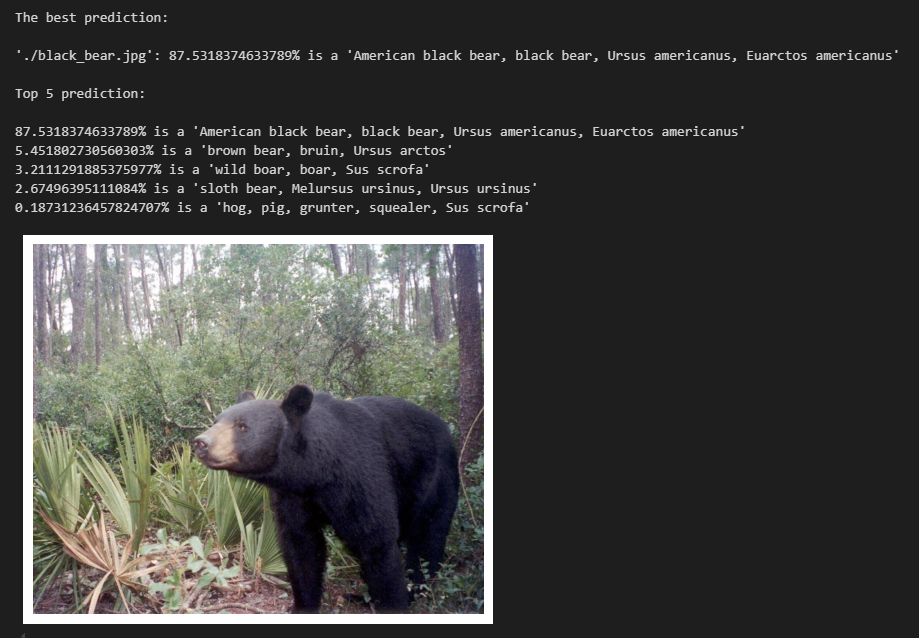 The best prediction:
'./black_bear.jpg': 87.5318374633789% is a 'American black bear, black bear, Ursus americanus, Euarctos americanus'
Top 5 prediction:
87.5318374633789% is a 'American black bear, black bear, Ursus americanus, Euarctos americanus'
5.451802730560303% is a 'brown bear, bruin, Ursus arctos'
3.2111291885375977% is a 'wild boar, boar, Sus scrofa'
2.67496395111084% is a 'sloth bear, Melursus ursinus, Ursus ursinus'
0.18731236457824707% is a 'hog, pig, grunter, squealer, Sus scrofa'